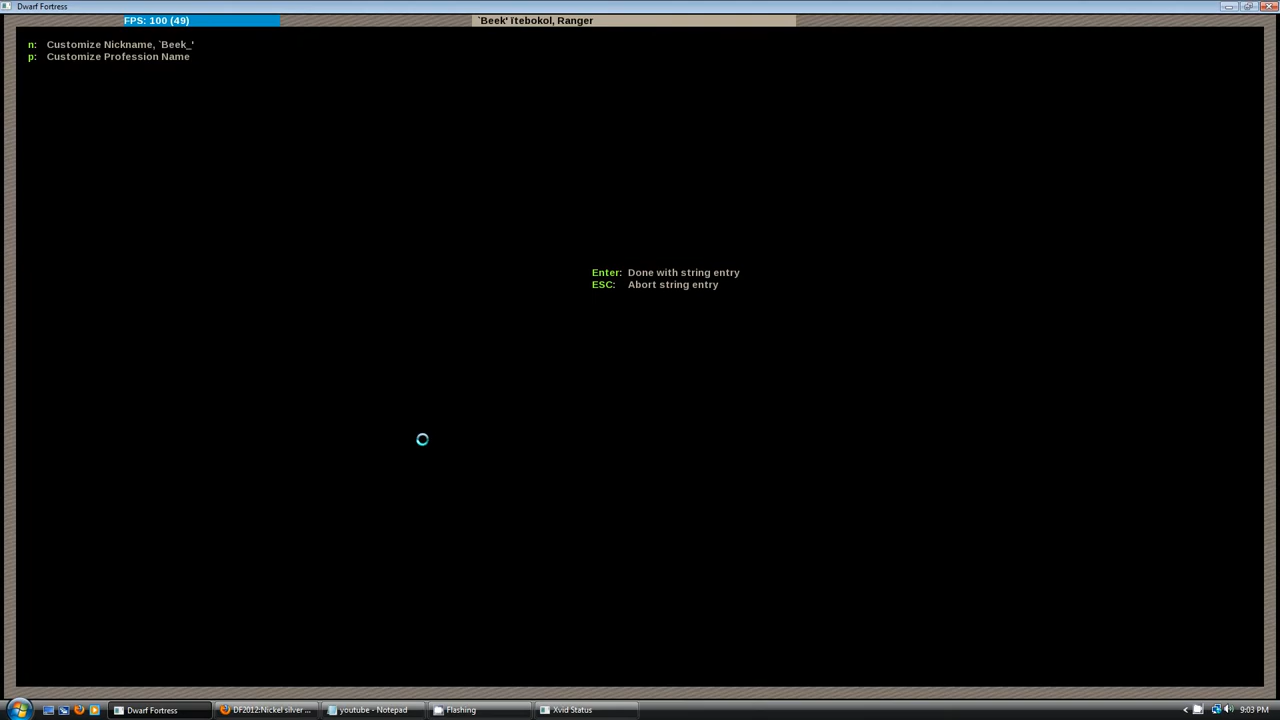 Dwarf Fortress
FPS: 100 (49)
`Beek' ïtebokol, Ranger
n: Customize Nickname, `Beek_'
p: Customize Profession Name
Enter: Done with string entry
ESC: Abort string entry
Dwarf Fortress
DF2012:Nickel silver ...
youtube - Notepad
Flashing
Xvid Status
9:03 PM